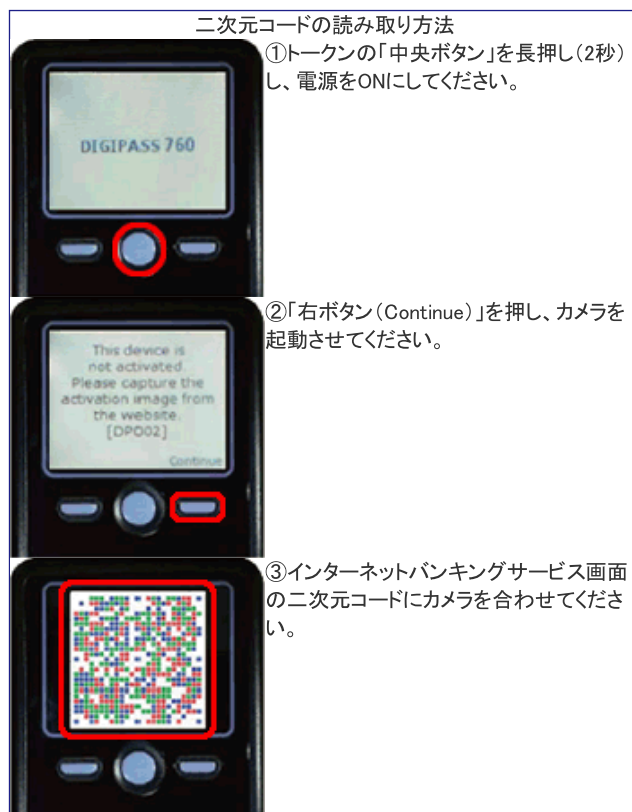 二次元コードの読み取り方法
①トークンの「中央ボタン」を長押し(2秒)
し、電源をONにしてください。
DIGIPASS 760
②「右ボタン(Continue)」を押し、カメラを
起動させてください。
This device is
not activated.
Please capture the
activation image from
the website.
[DPO02]
Continue
③インターネットバンキングサービス画面
の二次元コードにカメラを合わせてくださ
い。